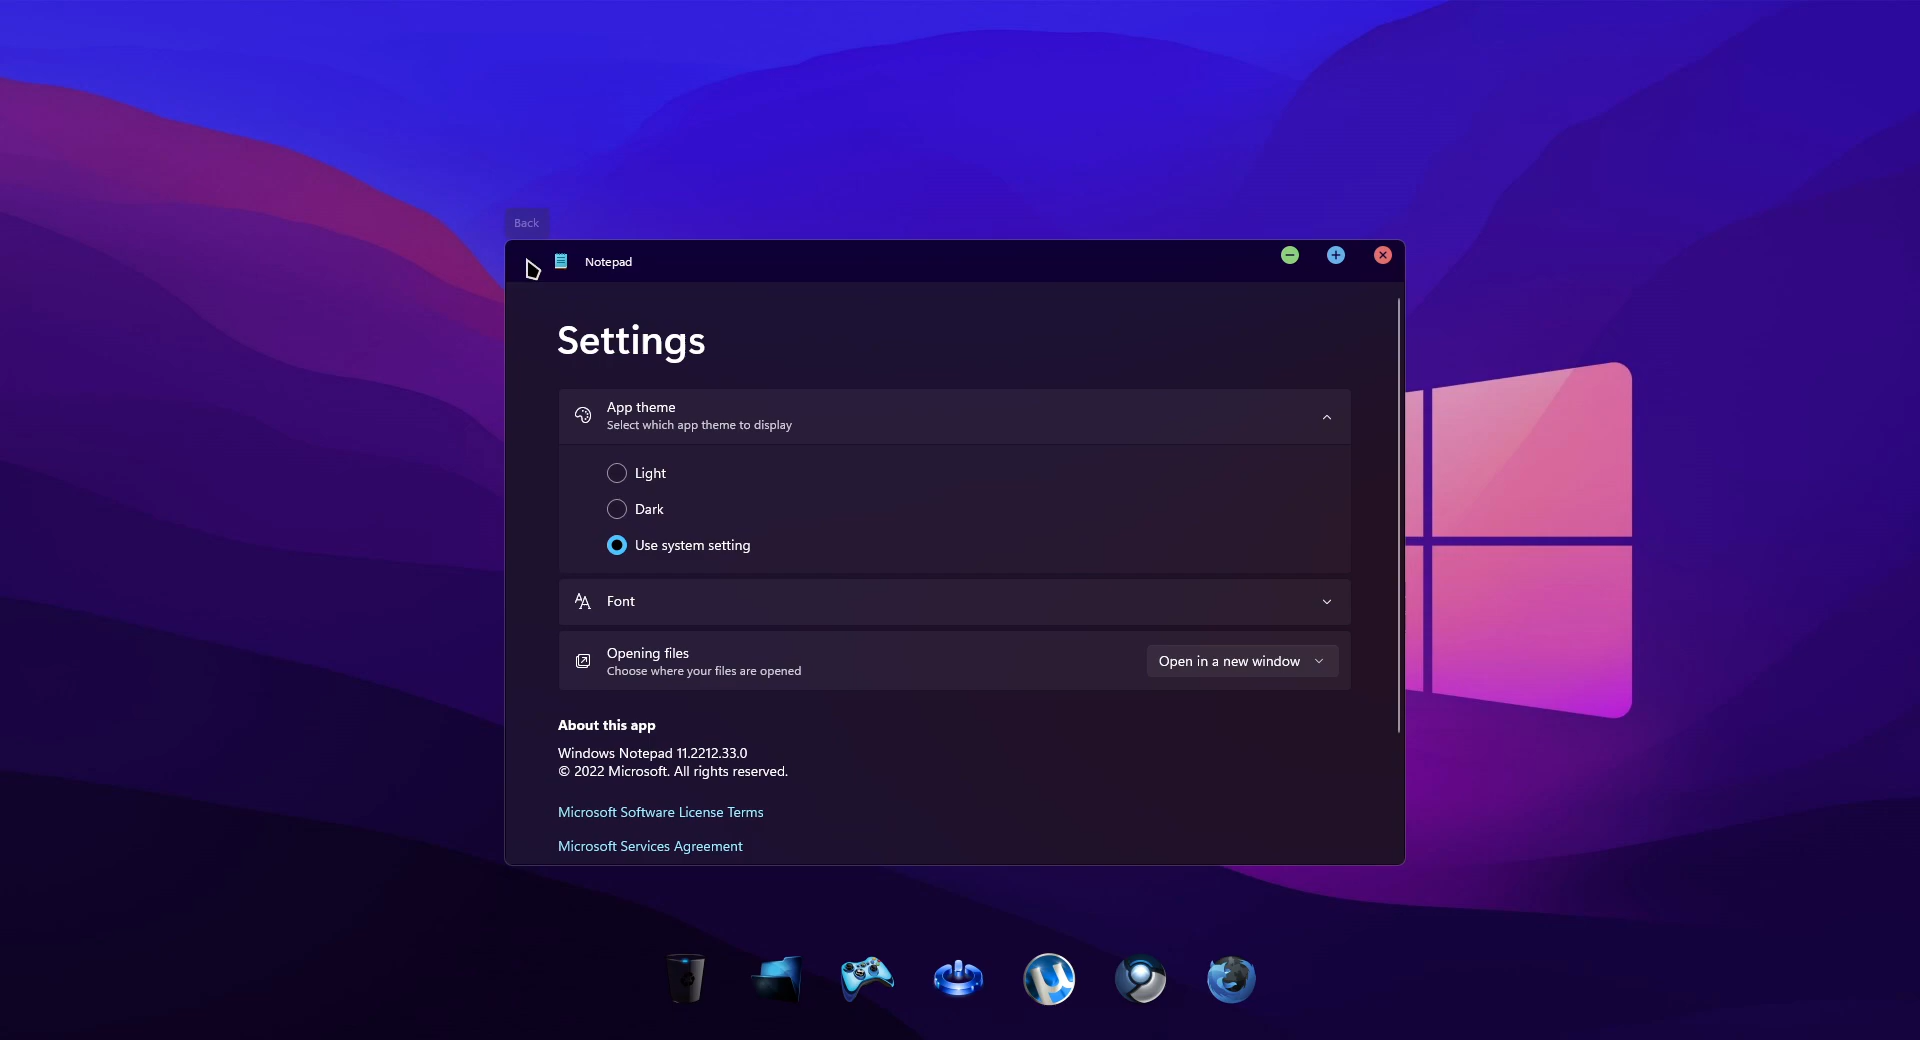 Back
Notepad
Settings
App theme
Select which app theme to display
Light
Dark
Use system setting
Font
Opening files
Choose where your files are opened
Open in a new window
About this app
Windows Notepad 11.2212.33.0
© 2022 Microsoft. All rights reserved.
Microsoft Software License Terms
Microsoft Services Agreement